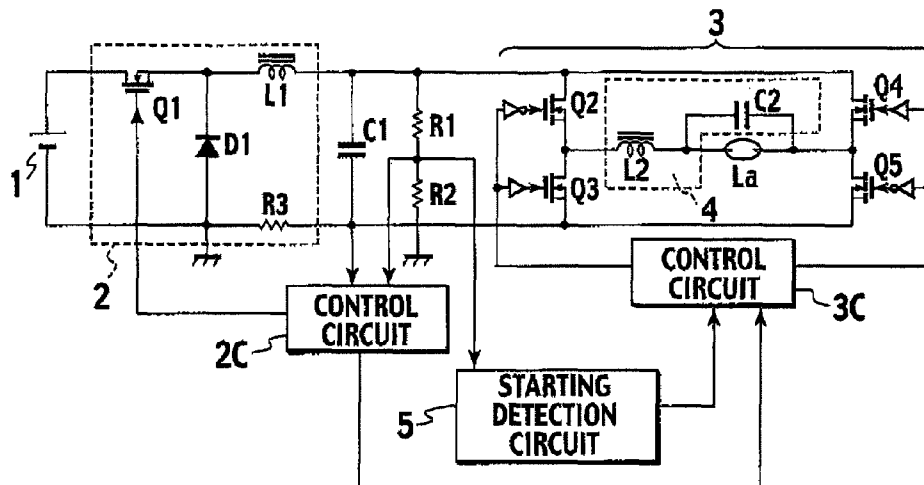 3
Q1
L1
C1
R1
Q2
C2
Q4
1
D1
R3
R2
Q3
L2
La
Q5
4
2
CONTROL
CIRCUIT
2C
CONTROL
CIRCUIT
3C
STARTING
DETECTION
CIRCUIT
5